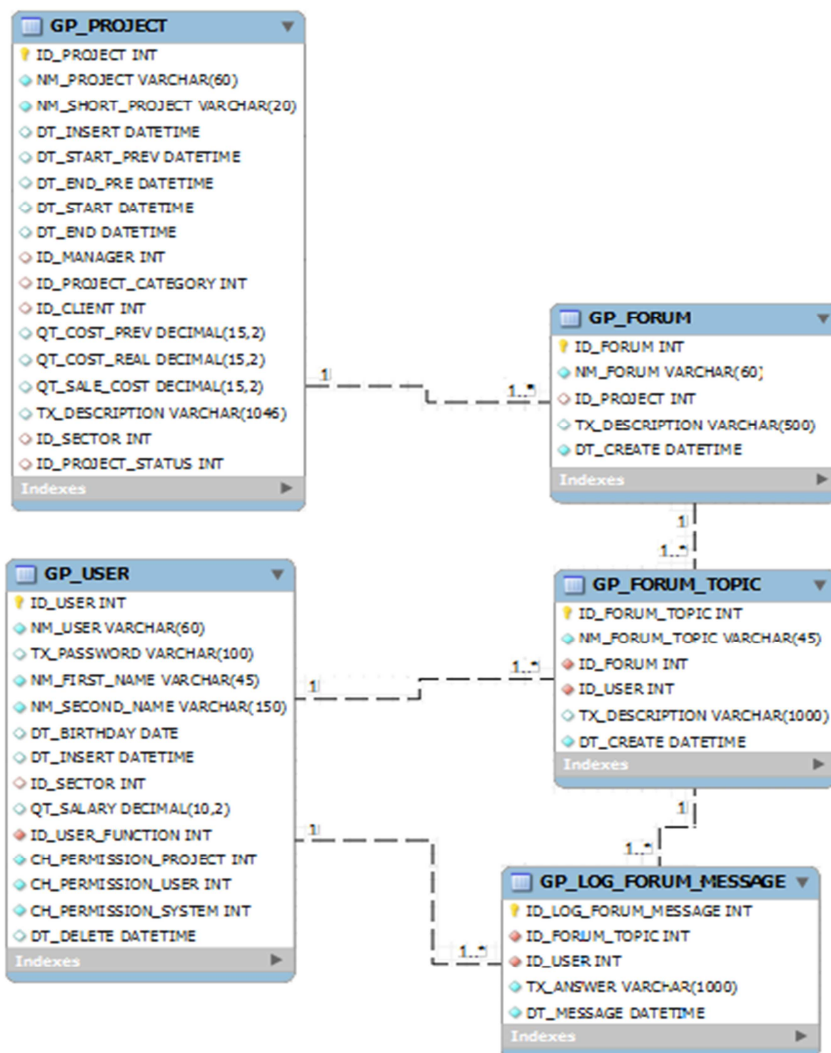 GP_PROJECT
ID_PROJECT INT
NM_PROJECT VARCHAR(60)
NM_SHORT_PROJECT VARCHAR(20)
DT_INSERT DATETIME
DT_START_PREV DATETIME
DT_END_PRE DATETIME
DT_START DATETIME
DT_END DATETIME
ID_MANAGER INT
ID_PROJECT_CATEGORY INT
ID_CLIENT INT
QT_COST_PREV DECIMAL(15,2)
QT_COST_REAL DECIMAL(15,2)
QT_SALE_COST DECIMAL(15,2)
TX_DESCRIPTION VARCHAR(1046)
ID_SECTOR INT
ID_PROJECT_STATUS INT
Indexes
1
1..*
GP_FORUM
ID_FORUM INT
NM_FORUM VARCHAR(60)
ID_PROJECT INT
TX_DESCRIPTION VARCHAR(500)
DT_CREATE DATETIME
Indexes
1
1..*
GP_USER
ID_USER INT
NM_USER VARCHAR(60)
TX_PASSWORD VARCHAR(100)
NM_FIRST_NAME VARCHAR(45)
NM_SECOND_NAME VARCHAR(150)
DT_BIRTHDAY DATE
DT_INSERT DATETIME
ID_SECTOR INT
QT_SALARY DECIMAL(10,2)
ID_USER_FUNCTION INT
CH_PERMISSION_PROJECT INT
CH_PERMISSION_USER INT
CH_PERMISSION_SYSTEM INT
DT_DELETE DATETIME
Indexes
1
1..*
GP_FORUM_TOPIC
ID_FORUM_TOPIC INT
NM_FORUM_TOPIC VARCHAR(45)
ID_FORUM INT
ID_USER INT
TX_DESCRIPTION VARCHAR(1000)
DT_CREATE DATETIME
Indexes
1
1..*
1
1..*
GP_LOG_FORUM_MESSAGE
ID_LOG_FORUM_MESSAGE INT
ID_FORUM_TOPIC INT
ID_USER INT
TX_ANSWER VARCHAR(1000)
DT_MESSAGE DATETIME
Indexes